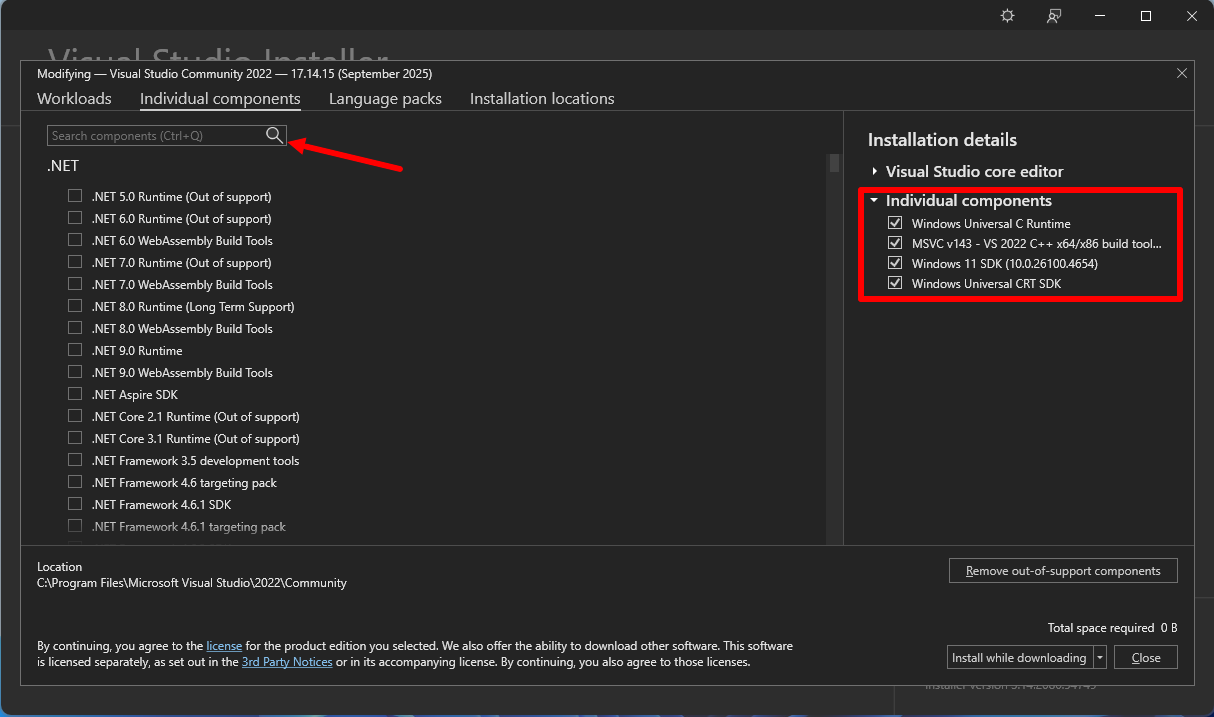 Visual Studio Installer
Modifying — Visual Studio Community 2022 — 17.14.15 (September 2025)
Workloads
Individual components
Language packs
Installation locations
Search components (Ctrl+Q)
.NET
.NET 5.0 Runtime (Out of support)
.NET 6.0 Runtime (Out of support)
.NET 6.0 WebAssembly Build Tools
.NET 7.0 Runtime (Out of support)
.NET 7.0 WebAssembly Build Tools
.NET 8.0 Runtime (Long Term Support)
.NET 8.0 WebAssembly Build Tools
.NET 9.0 Runtime
.NET 9.0 WebAssembly Build Tools
.NET Aspire SDK
.NET Core 2.1 Runtime (Out of support)
.NET Core 3.1 Runtime (Out of support)
.NET Framework 3.5 development tools
.NET Framework 4.6 targeting pack
.NET Framework 4.6.1 SDK
.NET Framework 4.6.1 targeting pack
Installation details
Visual Studio core editor
Individual components
Windows Universal C Runtime
MSVC v143 - VS 2022 C++ x64/x86 build tool...
Windows 11 SDK (10.0.26100.4654)
Windows Universal CRT SDK
Location
C:\Program Files\Microsoft Visual Studio\2022\Community
Remove out-of-support components
Total space required 0 B
By continuing, you agree to the license for the product edition you selected. We also offer the ability to download other software. This software
is licensed separately, as set out in the 3rd Party Notices or in its accompanying license. By continuing, you also agree to those licenses.
Install while downloading
Close